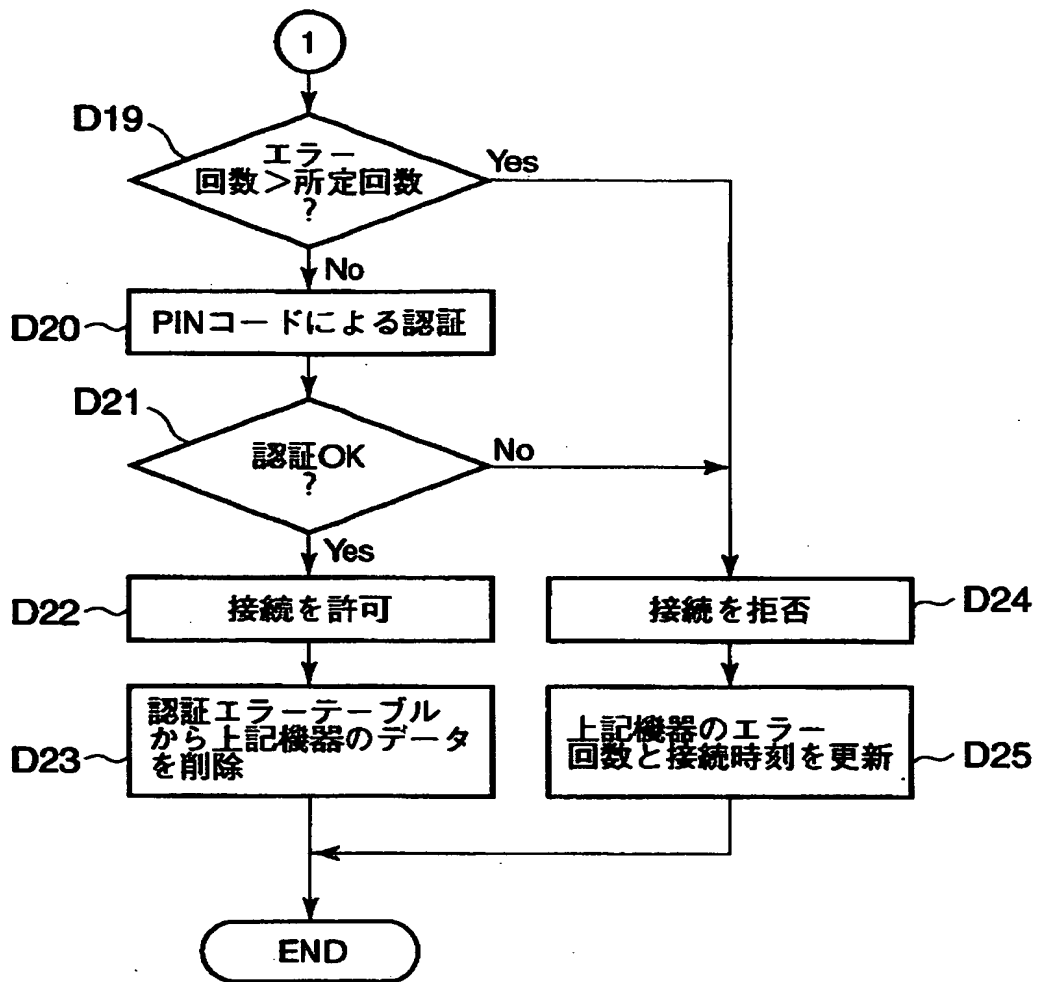 1
D19
エラー
回数>所定回数
?
Yes
No
D20
PINコードによる認証
D21
認証OK
?
No
Yes
D22
接続を許可
接続を拒否
D24
D23
認証エラーテーブル
から上記機器のデータ
を削除
上記機器のエラー
回数と接続時刻を更新
D25
END